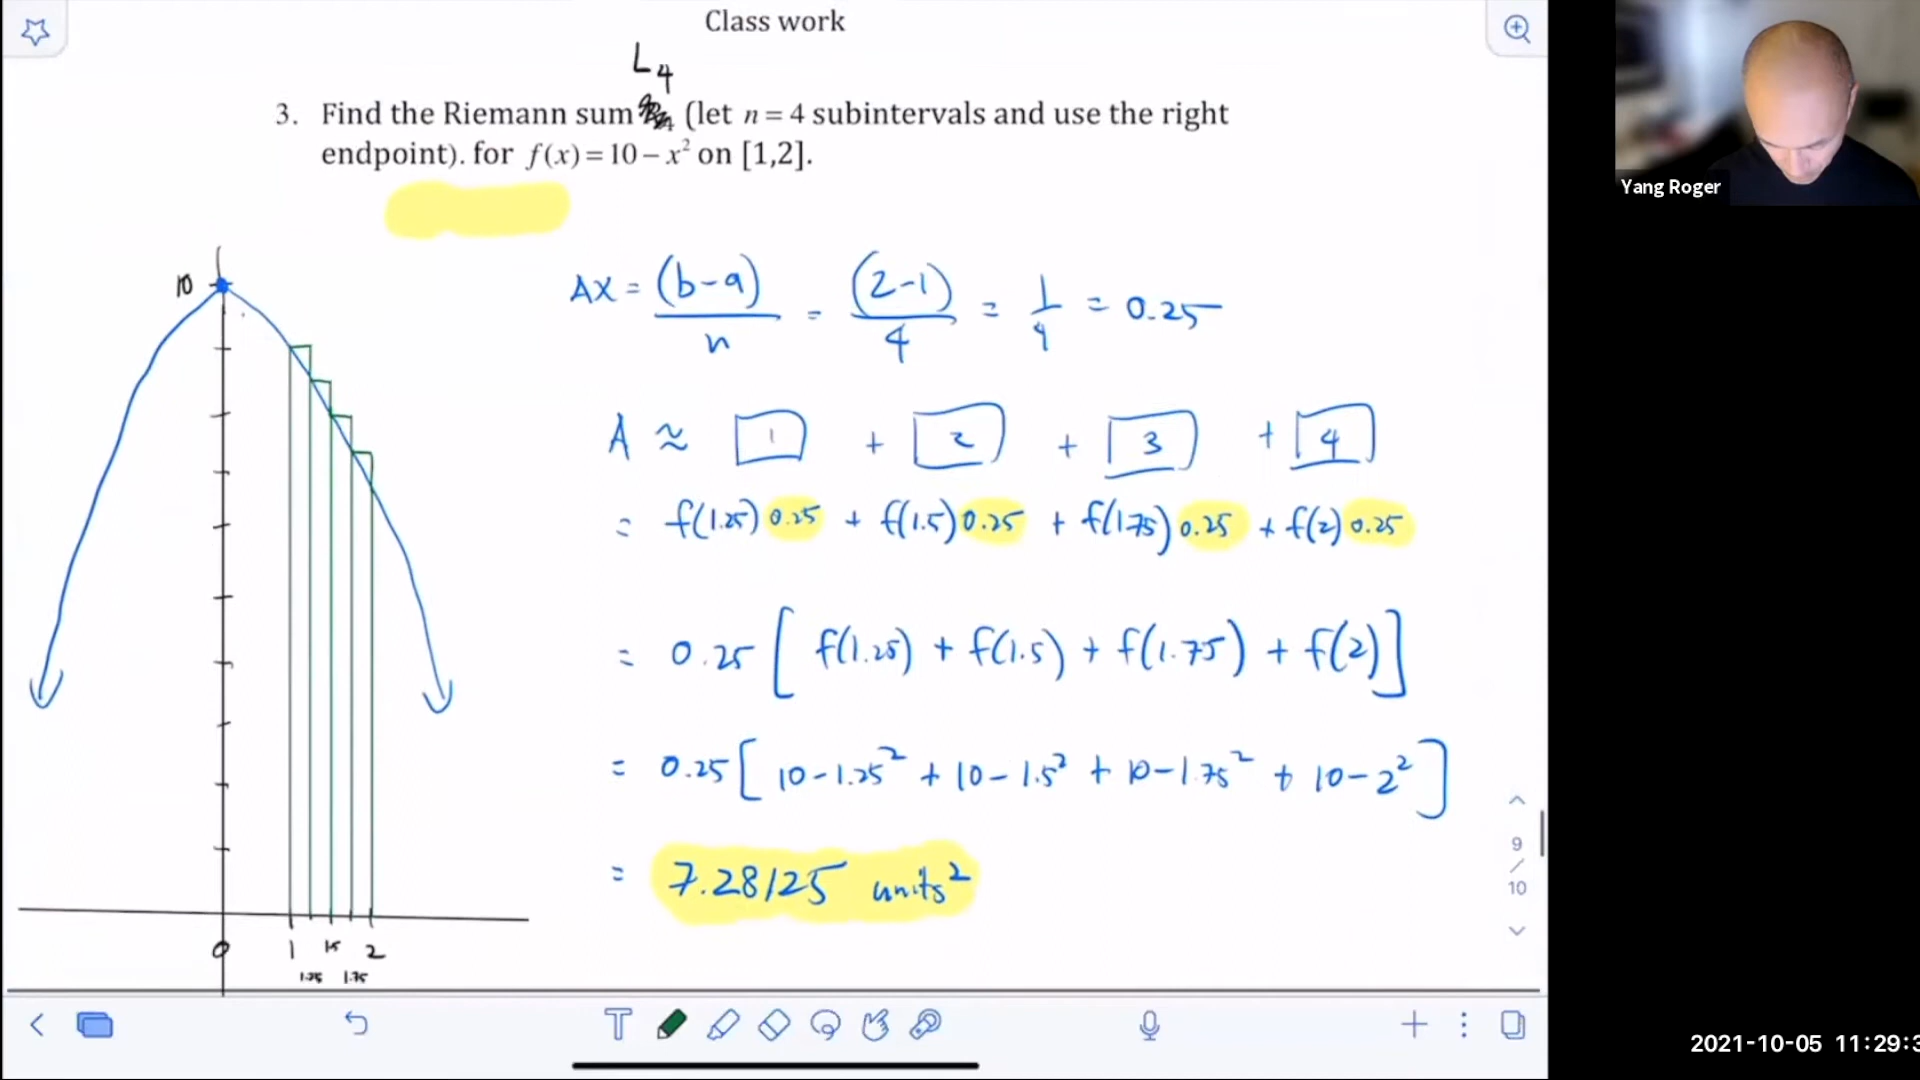 Class work
L4
3. Find the Riemann sum (let n = 4 subintervals and use the right
endpoint). for f(x) = 10 – x² on [1,2].
10
ΔX = (b-a)/n = (2-1)/4 = 1/4 = 0.25
A ≈ 1 + 2 + 3 + 4
= f(1.25) 0.25 + f(1.5) 0.25 + f(1.75) 0.25 + f(2) 0.25
= 0.25 [ f(1.25) + f(1.5) + f(1.75) + f(2) ]
= 0.25 [ 10-1.25² + 10-1.5² + 10-1.75² + 10-2² ]
= 7.28125 units²
0 1 1.5 2
1.25 1.75
9
/
10
Yang Roger
2021-10-05 11:29:3